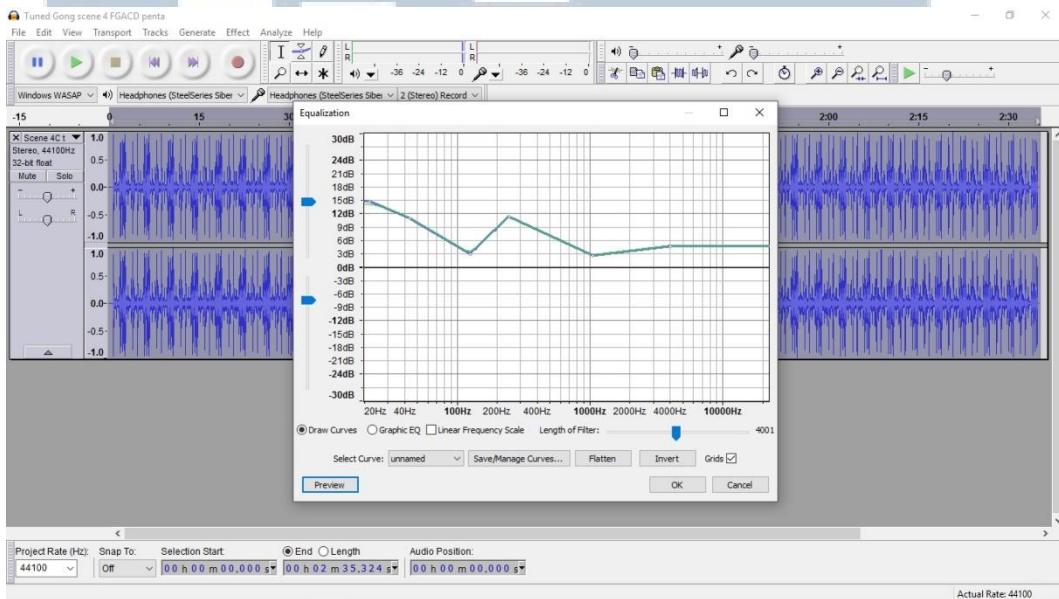 Tuned Gong scene 4 FGACD penta
File Edit View Transport Tracks Generate Effect Analyze Help
L
R
-36 -24 -12 0
L
R
-36 -24 -12 0
Windows WASAP
Headphones (SteelSeries Siber
Headphones (SteelSeries Siber
2 (Stereo) Record
-15 0 15 30 2:00 2:15 2:30
X Scene 4C t
Stereo, 44100Hz
32-bit float
Mute Solo
- +
L R
1.0
0.5
0.0
-0.5
-1.0
1.0
0.5
0.0
-0.5
-1.0
Equalization
30dB
24dB
21dB
18dB
15dB
12dB
9dB
6dB
3dB
0dB
-3dB
-6dB
-9dB
-12dB
-15dB
-18dB
-21dB
-24dB
-30dB
20Hz 40Hz 100Hz 200Hz 400Hz 1000Hz 2000Hz 4000Hz 10000Hz
Draw Curves Graphic EQ Linear Frequency Scale Length of Filter: 4001
Select Curve: unnamed Save/Manage Curves... Flatten Invert Grids
Preview OK Cancel
Project Rate (Hz): Snap To: Selection Start: End Length Audio Position:
44100 Off 00 h 00 m 00,000 s 00 h 02 m 35,324 s 00 h 00 m 00,000 s
Actual Rate: 44100